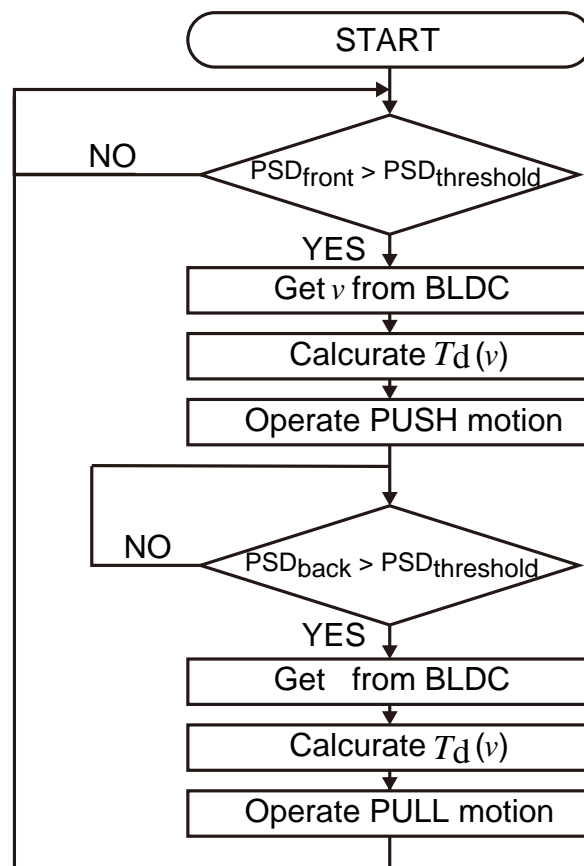 START
NO
PSDfront > PSDthreshold
YES
Get v from BLDC
Calcurate Td(v)
Operate PUSH motion
NO
PSDback > PSDthreshold
YES
Get from BLDC
Calcurate Td(v)
Operate PULL motion